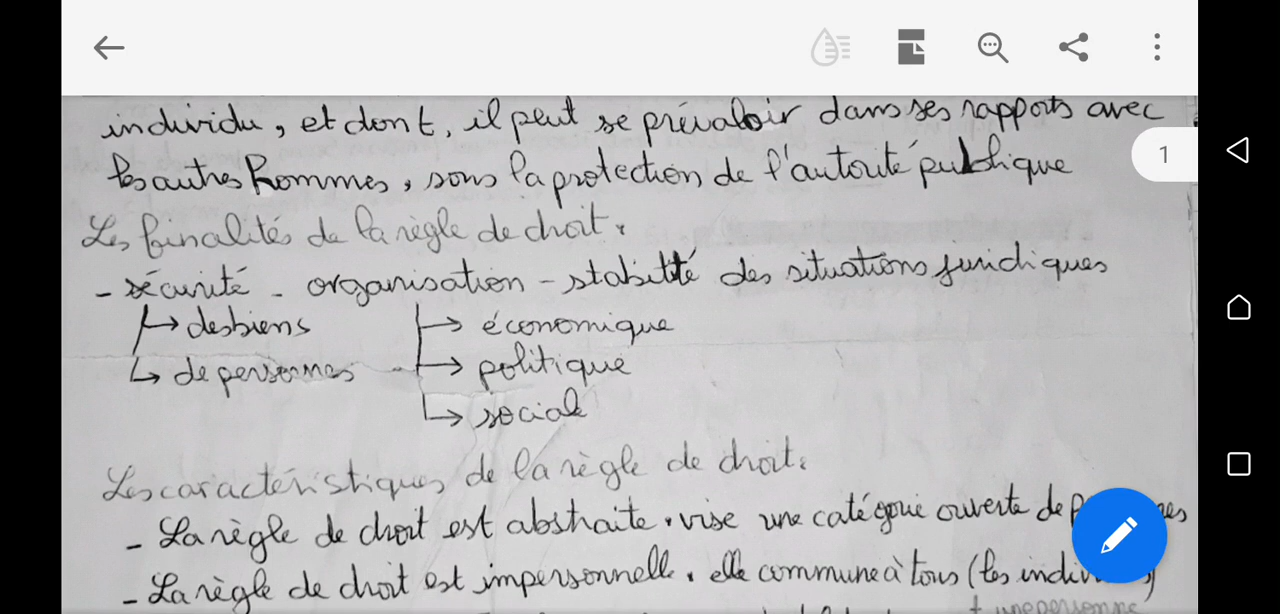 individu, et dont, il peut se prévaloir dans ses rapports avec
les autres hommes, sous la protection de l'autorité publique
1
Les finalités de la règle de droit.
- sécurité - organisation - stabilité des situations juridiques
↳ des biens ↳ économique
↳ de personnes ↳ politique
↳ social
Les caractéristiques de la règle de droit.
- La règle de droit est abstraite. vise une catégorie ouverte de
- La règle de droit est impersonnelle. elle commune à tous (les
+ une personne